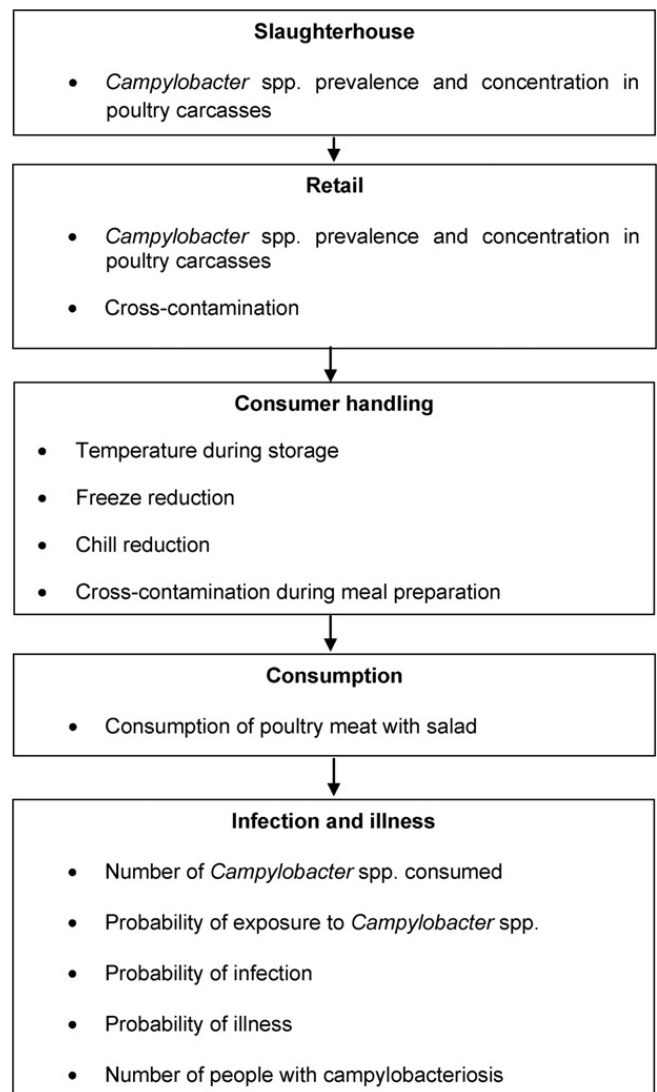 Slaughterhouse
• Campylobacter spp. prevalence and concentration in
poultry carcasses
Retail
• Campylobacter spp. prevalence and concentration in
poultry carcasses
• Cross-contamination
Consumer handling
• Temperature during storage
• Freeze reduction
• Chill reduction
• Cross-contamination during meal preparation
Consumption
• Consumption of poultry meat with salad
Infection and illness
• Number of Campylobacter spp. consumed
• Probability of exposure to Campylobacter spp.
• Probability of infection
• Probability of illness
• Number of people with campylobacteriosis